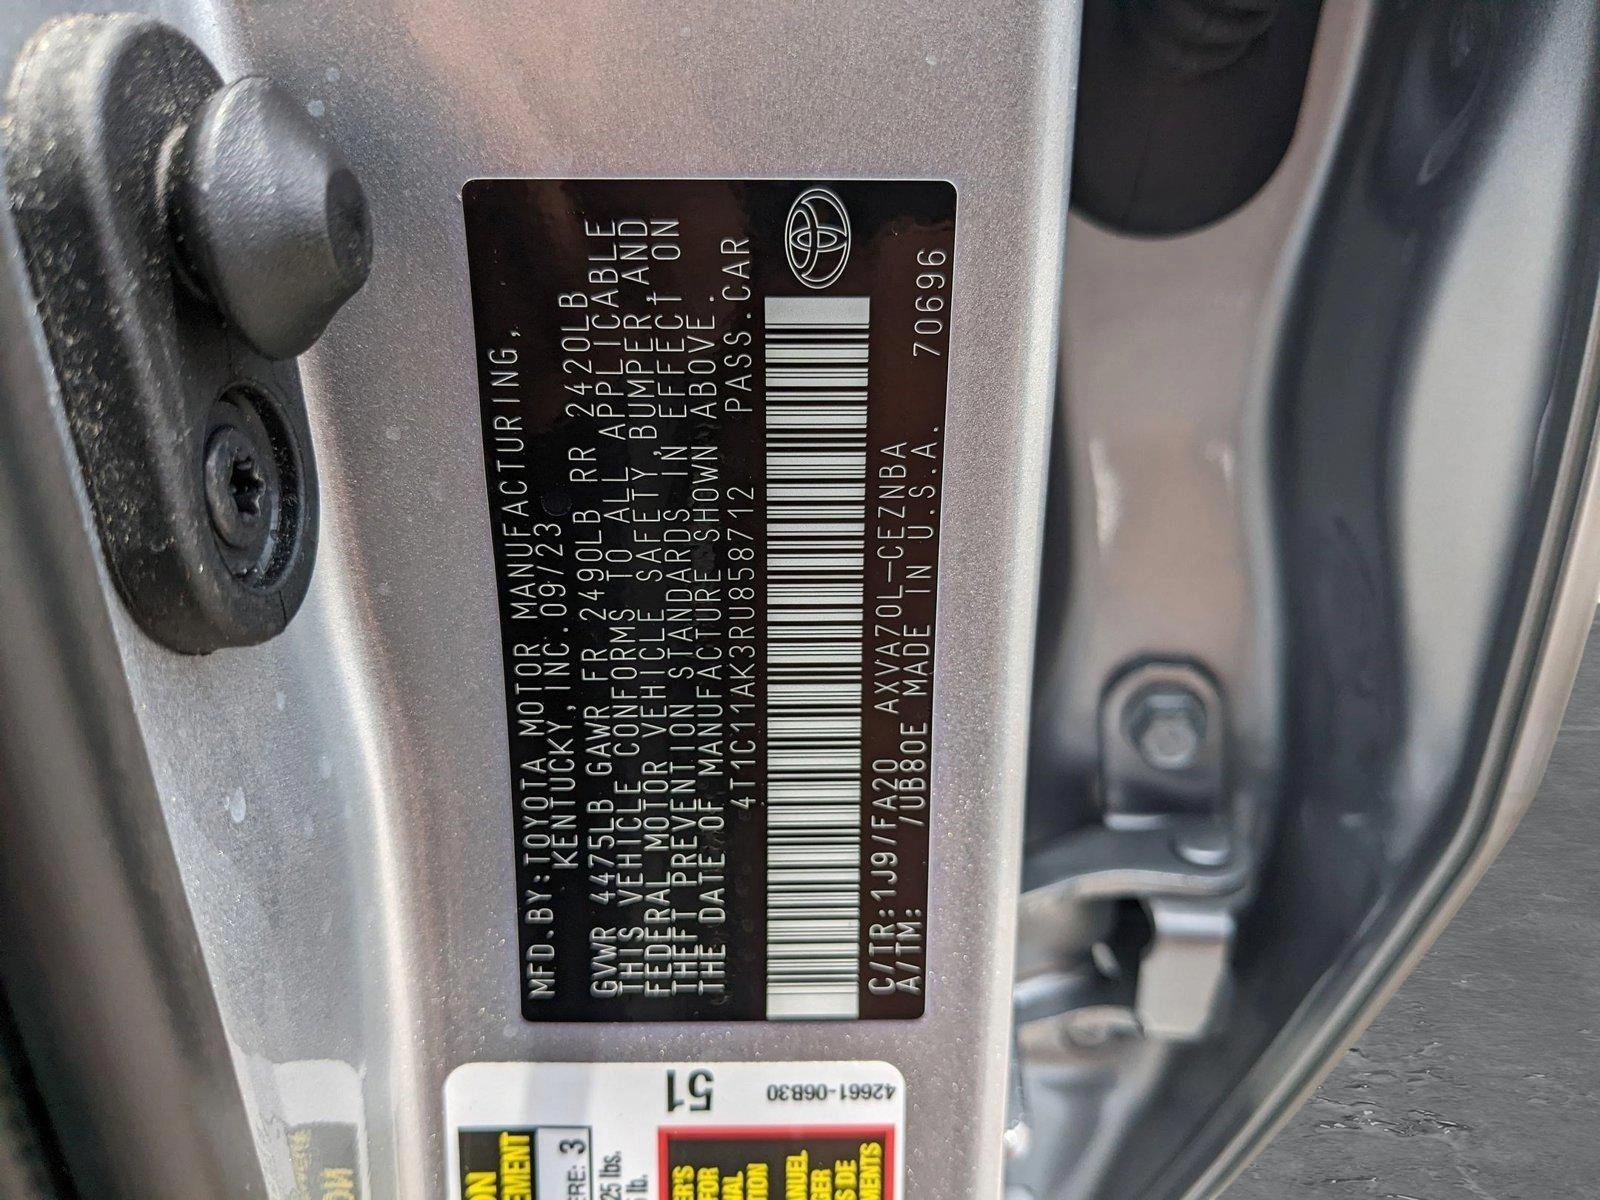 MFD.BY:TOYOTA MOTOR MANUFACTURING,
KENTUCKY,INC.09/23
GVWR 4475LB GAWR FR 2490LB RR 2420LB
THIS VEHICLE CONFORMS TO ALL APPLICABLE
FEDERAL MOTOR VEHICLE SAFETY,BUMPER,AND
THEFT PREVENTION STANDARDS IN EFFECT ON
THE DATE OF MANUFACTURE SHOWN ABOVE.
4T1C11AK3RU858712 PASS.CAR
C/TR:1J9/FA20 AXVA70L-CEZNBA 70696
A/TM: /UB80E MADE IN U.S.A.
51
42661-06B30
3